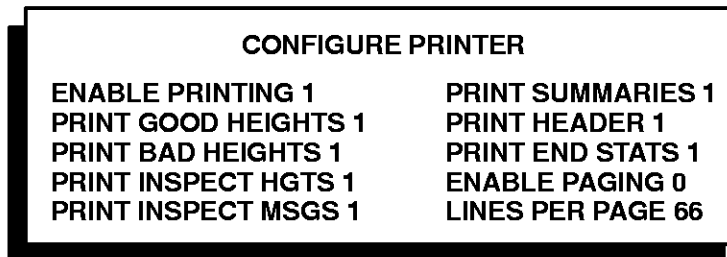 CONFIGURE PRINTER
ENABLE PRINTING 1
PRINT GOOD HEIGHTS 1
PRINT BAD HEIGHTS 1
PRINT INSPECT HGTS 1
PRINT INSPECT MSGS 1
PRINT SUMMARIES 1
PRINT HEADER 1
PRINT END STATS 1
ENABLE PAGING 0
LINES PER PAGE 66